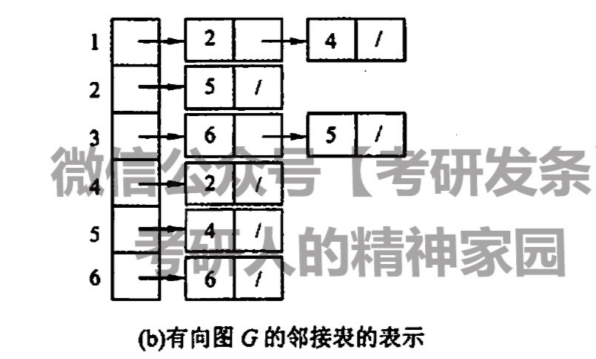 1 2 4 /
2 5 /
3 6 5 /
微信公众号【考研发条
4 2 /
5 4 /
考研人的精神家园
6 6 /
(b)有向图 G 的邻接表的表示